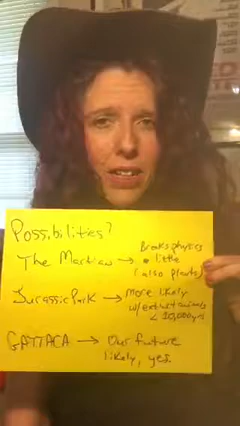 Possibilities?
The Martian → Breaks physics
a little
(also plants)
Jurassic Park → More likely
w/ extinct animals
< 10,000 yrs
GATTACA → Our future
likely, yes.